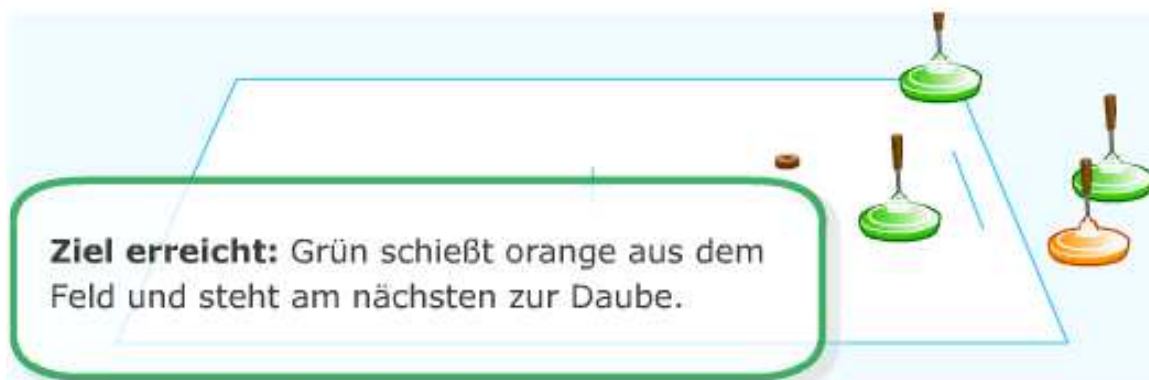 Ziel erreicht: Grün schießt orange aus dem
Feld und steht am nächsten zur Daube.